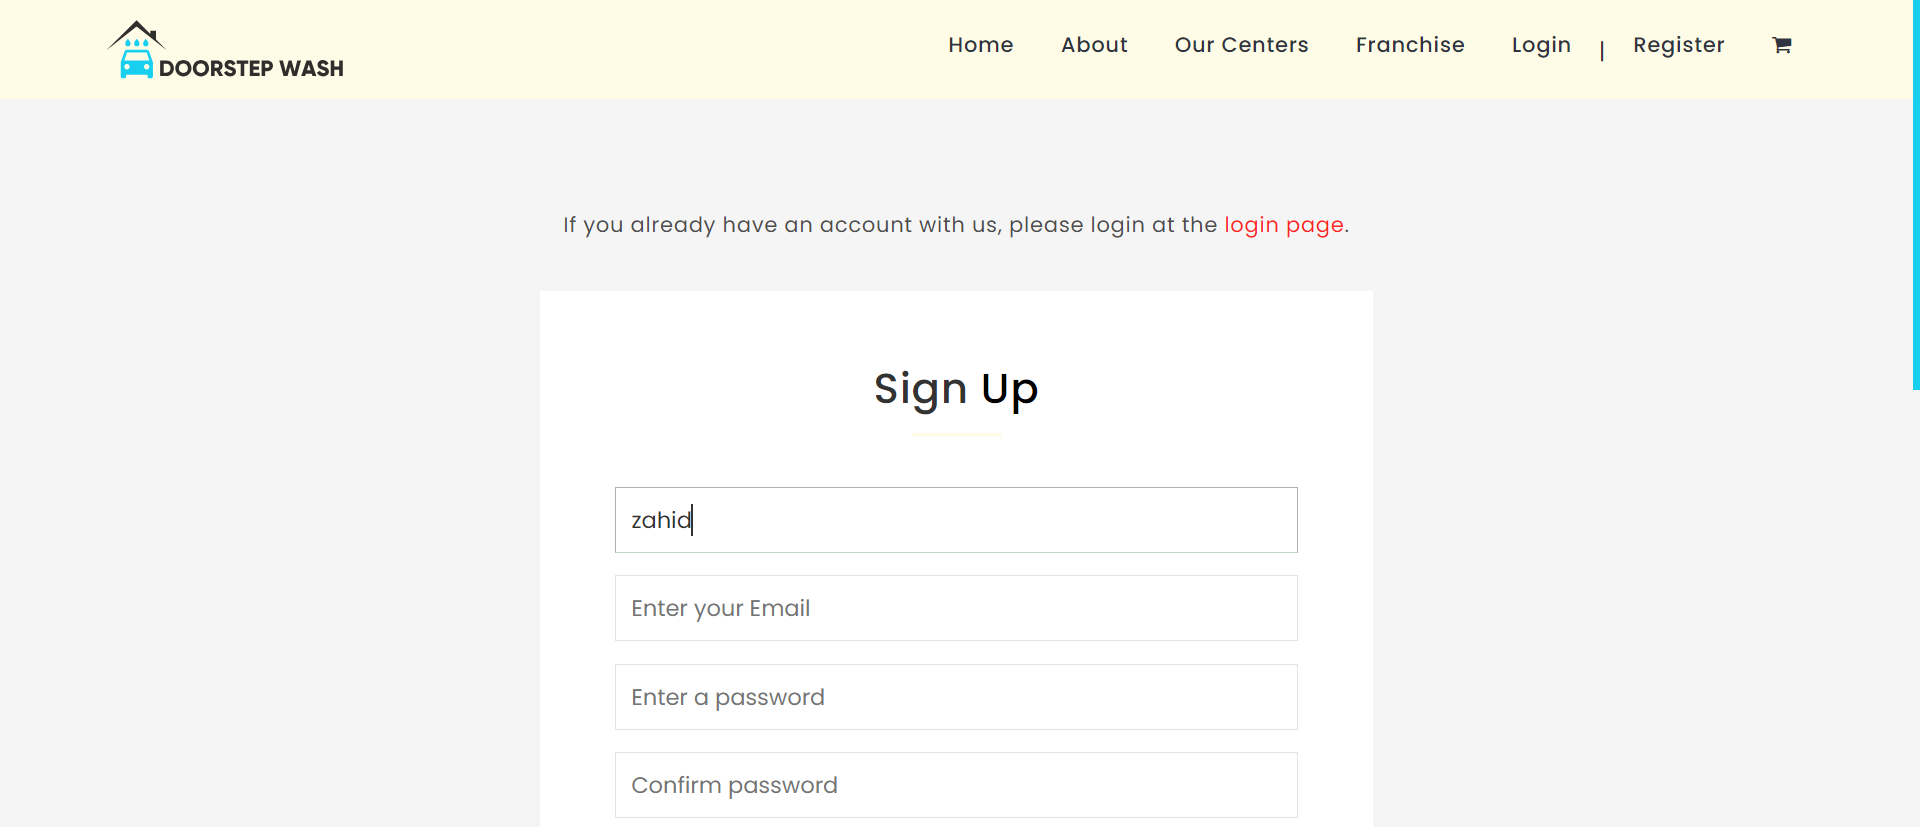 DOORSTEP WASH
Home About Our Centers Franchise Login | Register
If you already have an account with us, please login at the login page.
Sign Up
zahid
Enter your Email
Enter a password
Confirm password